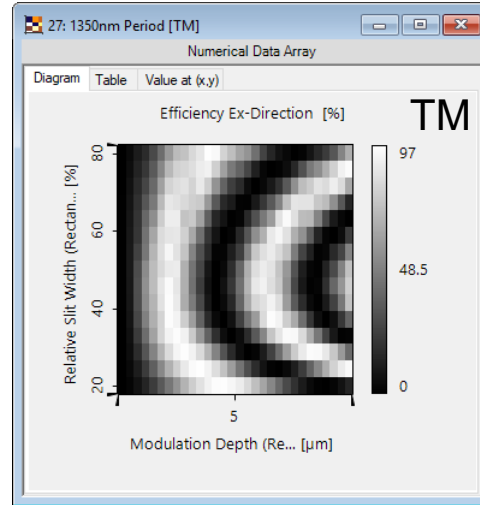 27: 1350nm Period [TM]
Numerical Data Array
Diagram Table Value at (x,y)
Efficiency Ex-Direction [%]
TM
Relative Slit Width (Rectan... [%]
80
60
40
20
5
Modulation Depth (Re... [µm]
97
48.5
0